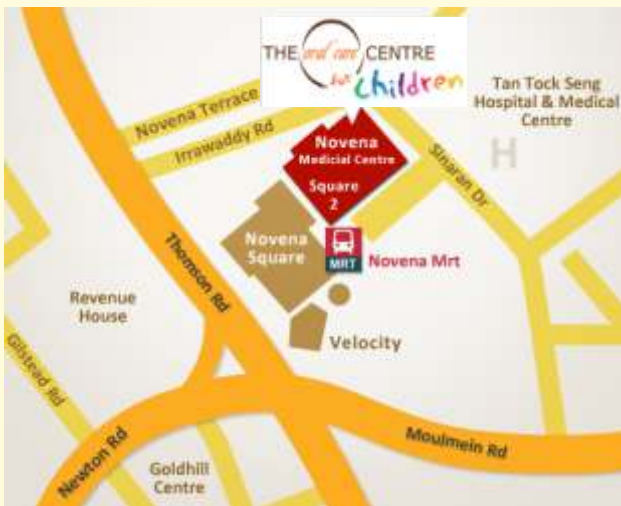 THE oral care CENTRE
for children
Tan Tock Seng
Hospital & Medical
Centre
H
Novena Terrace
Irrawaddy Rd
Novena
Medicial Centre
Square
2
Sinaran Dr
Novena
Square
MRT
Novena Mrt
Thomson Rd
Revenue
House
Velocity
Gilstead Rd
Newton Rd
Goldhill
Centre
Moulmein Rd